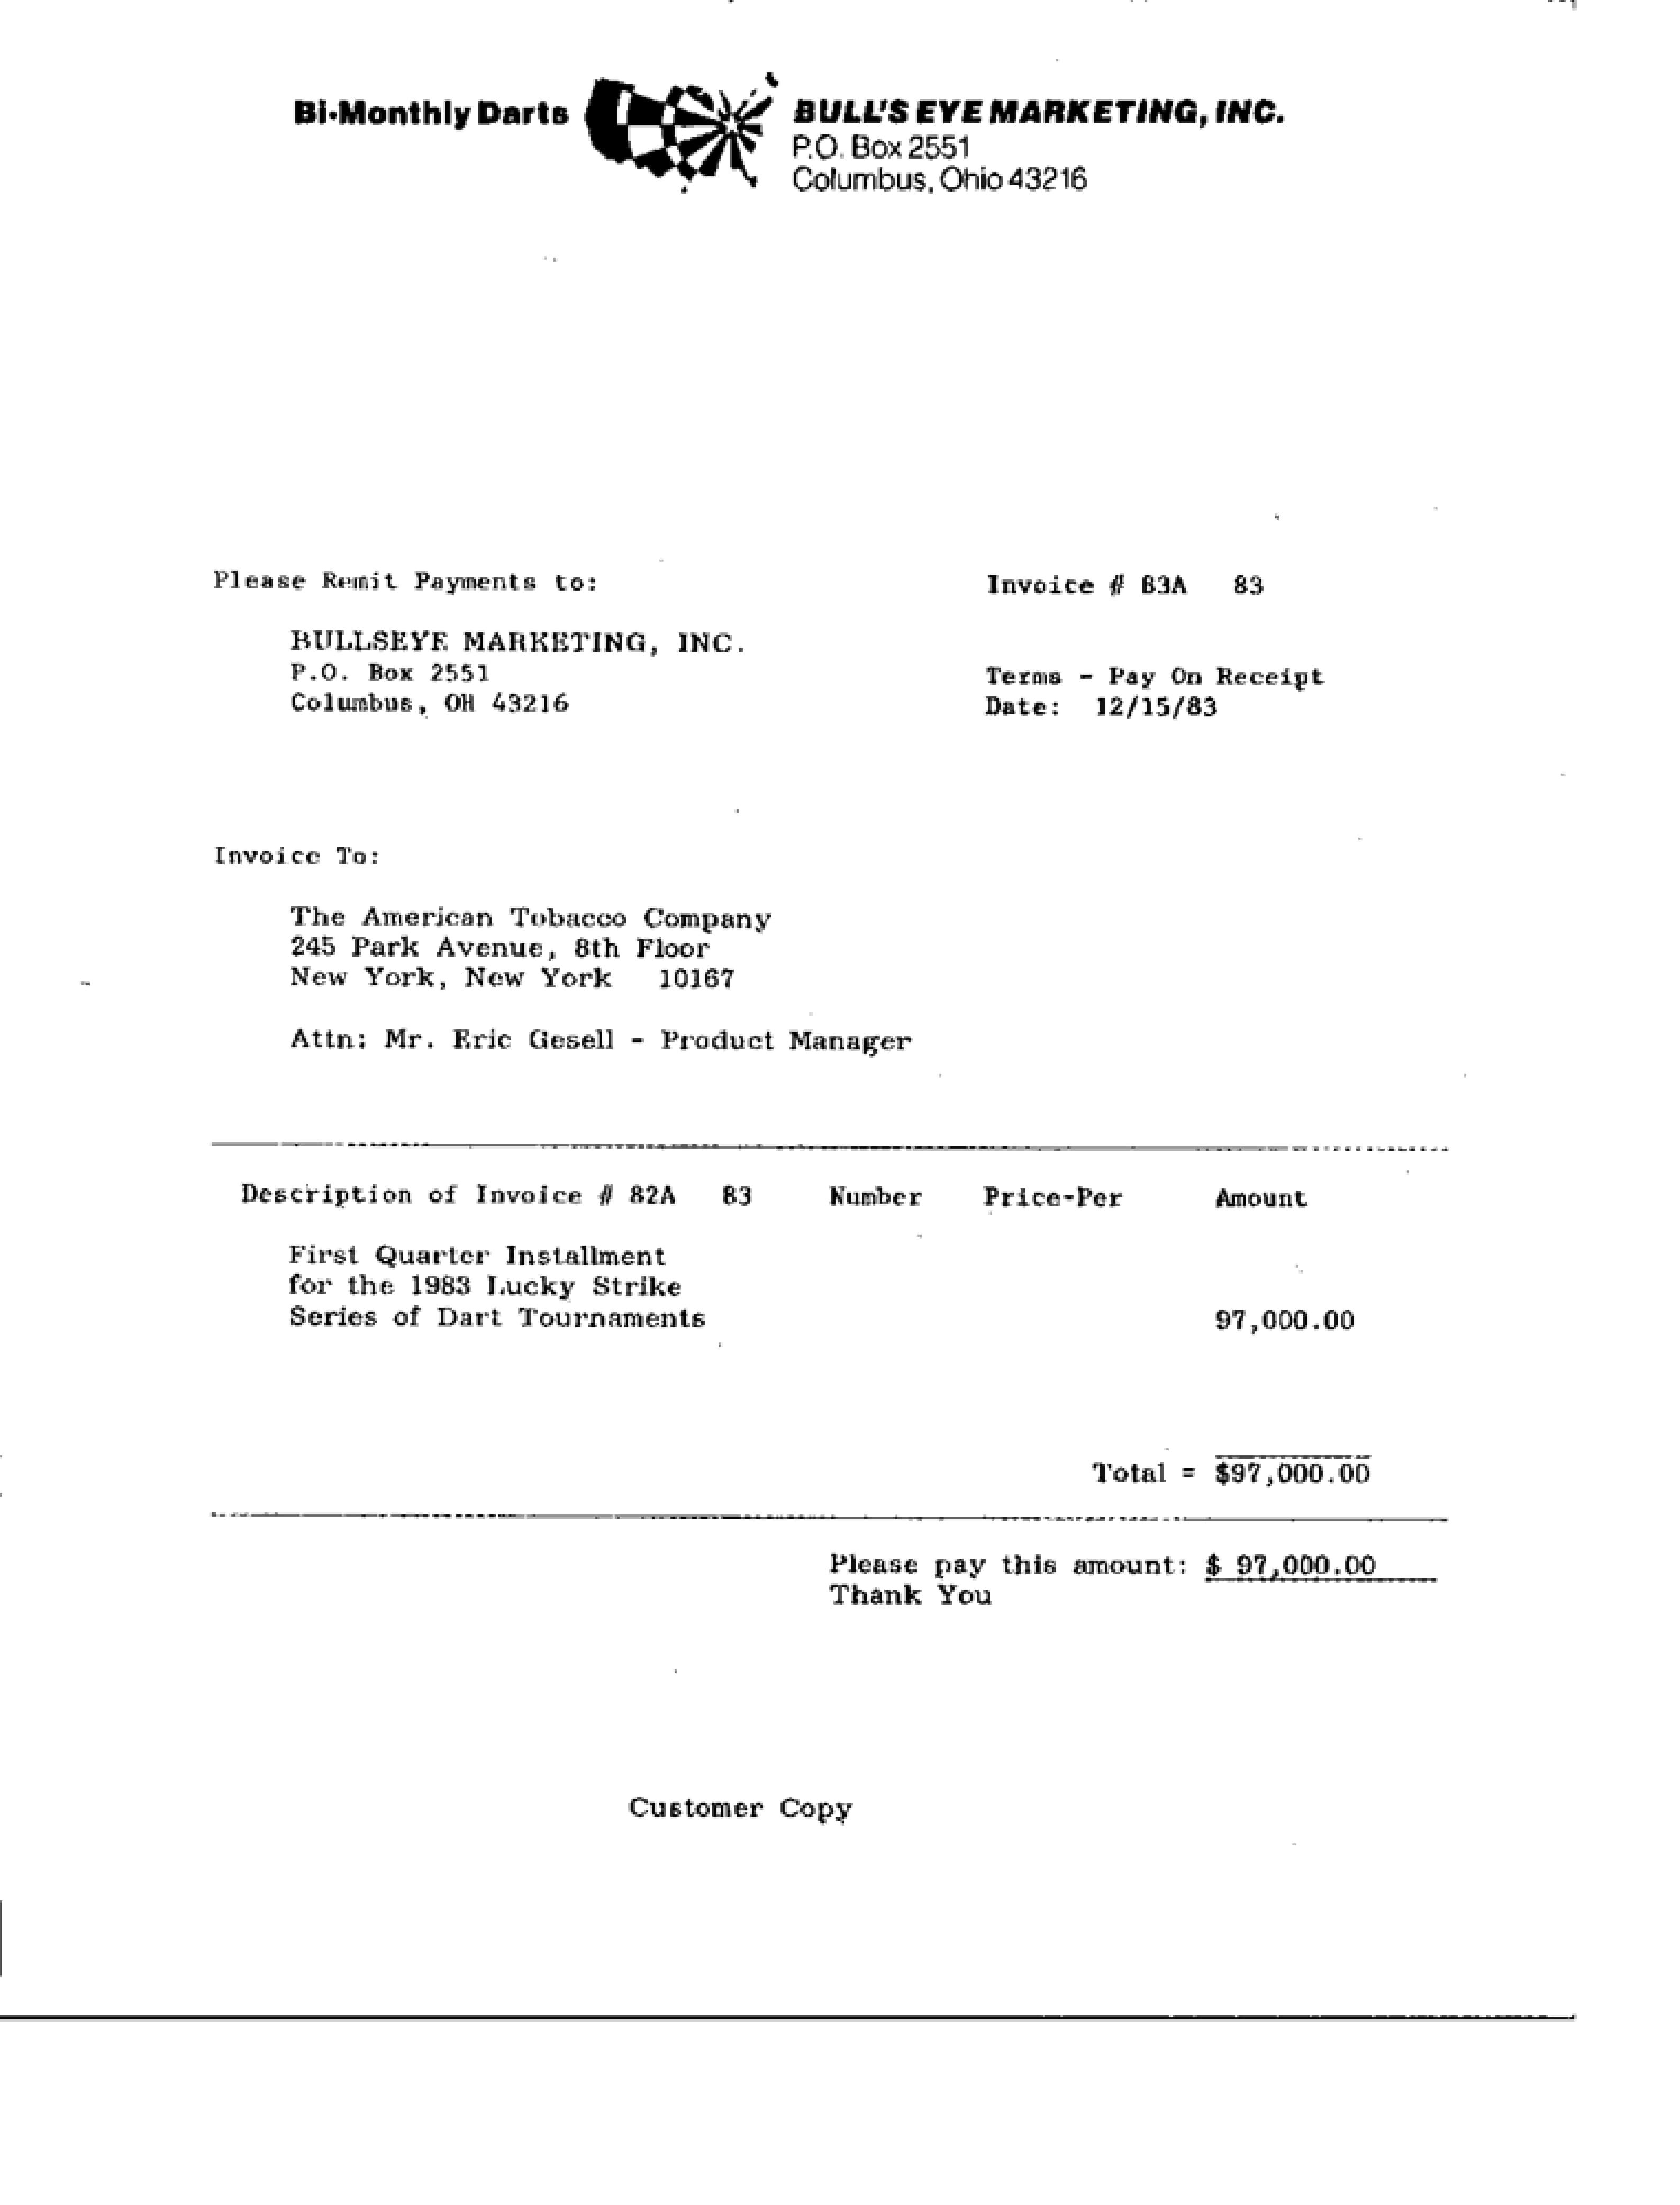 Bi-Monthly Darts
BULL'S EYE MARKETING, INC.
P.O. Box 2551
Columbus, Ohio 43216
Please Remit Payments to:
Invoice # 83A   83
BULLSEYE MARKETING, INC.
P.O. Box 2551
Columbus, OH 43216
Terms - Pay On Receipt
Date:  12/15/83
Invoice To:
The American Tobacco Company
245 Park Avenue, 8th Floor
New York, New York   10167
Attn: Mr. Eric Gesell - Product Manager
Description of Invoice # 82A   83   Number   Price-Per   Amount
First Quarter Installment
for the 1983 Lucky Strike
Series of Dart Tournaments   97,000.00
Total = $97,000.00
Please pay this amount: $ 97,000.00
Thank You
Customer Copy